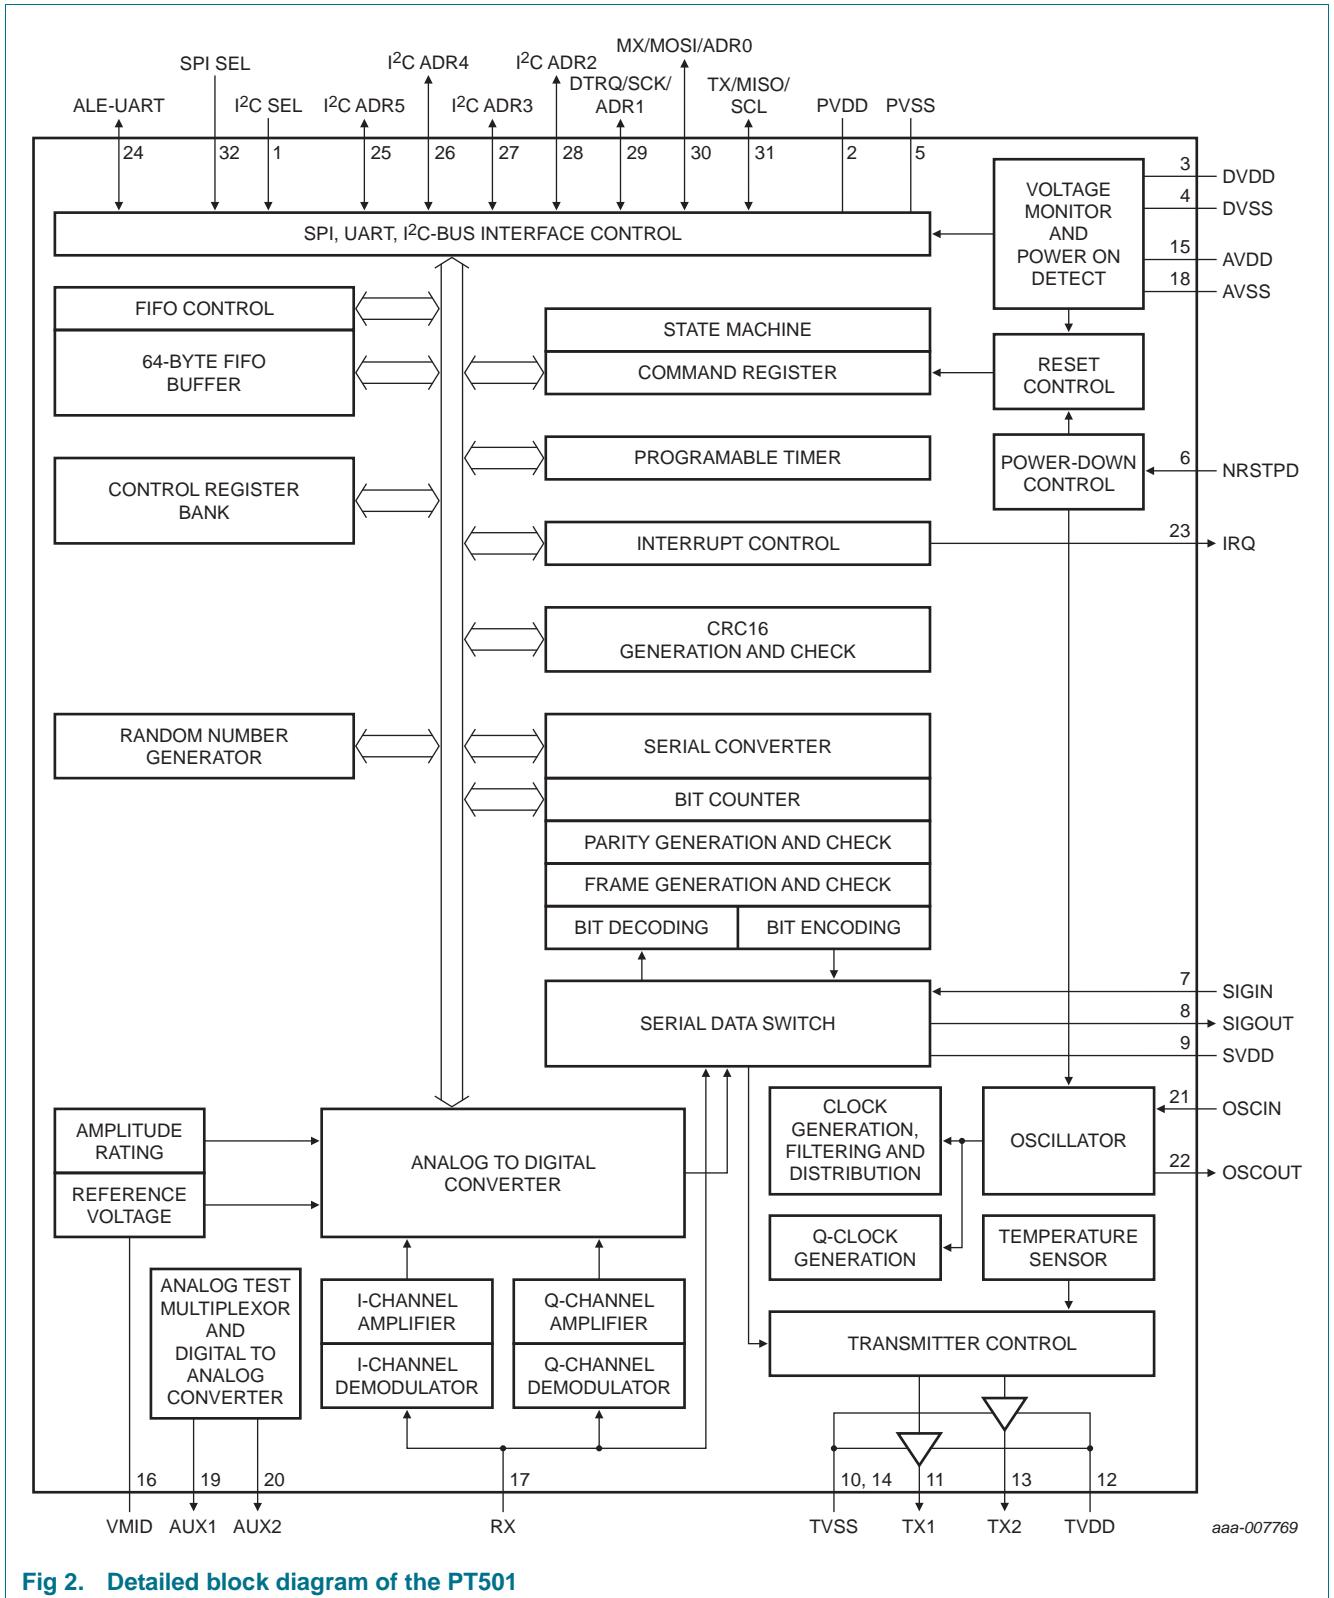 MX/MOSI/ADR0
SPI SEL
I2C ADR4
I2C ADR2
DTRQ/SCK/
ADR1
TX/MISO/
SCL
ALE-UART
I2C SEL
I2C ADR5
I2C ADR3
PVDD
PVSS
24
32
1
25
26
27
28
29
30
31
2
5
SPI, UART, I2C-BUS INTERFACE CONTROL
VOLTAGE
MONITOR
AND
POWER ON
DETECT
3
DVDD
4
DVSS
15
AVDD
18
AVSS
FIFO CONTROL
64-BYTE FIFO
BUFFER
STATE MACHINE
COMMAND REGISTER
RESET
CONTROL
CONTROL REGISTER
BANK
PROGRAMABLE TIMER
POWER-DOWN
CONTROL
6
NRSTPD
INTERRUPT CONTROL
23
IRQ
CRC16
GENERATION AND CHECK
RANDOM NUMBER
GENERATOR
SERIAL CONVERTER
BIT COUNTER
PARITY GENERATION AND CHECK
FRAME GENERATION AND CHECK
BIT DECODING
BIT ENCODING
SERIAL DATA SWITCH
7
SIGIN
8
SIGOUT
9
SVDD
AMPLITUDE
RATING
REFERENCE
VOLTAGE
ANALOG TO DIGITAL
CONVERTER
CLOCK
GENERATION,
FILTERING AND
DISTRIBUTION
OSCILLATOR
21
OSCIN
22
OSCOUT
Q-CLOCK
GENERATION
TEMPERATURE
SENSOR
ANALOG TEST
MULTIPLEXOR
AND
DIGITAL TO
ANALOG
CONVERTER
I-CHANNEL
AMPLIFIER
I-CHANNEL
DEMODULATOR
Q-CHANNEL
AMPLIFIER
Q-CHANNEL
DEMODULATOR
TRANSMITTER CONTROL
16
19
20
17
10, 14
11
13
12
VMID
AUX1
AUX2
RX
TVSS
TX1
TX2
TVDD
aaa-007769
Fig 2. Detailed block diagram of the PT501